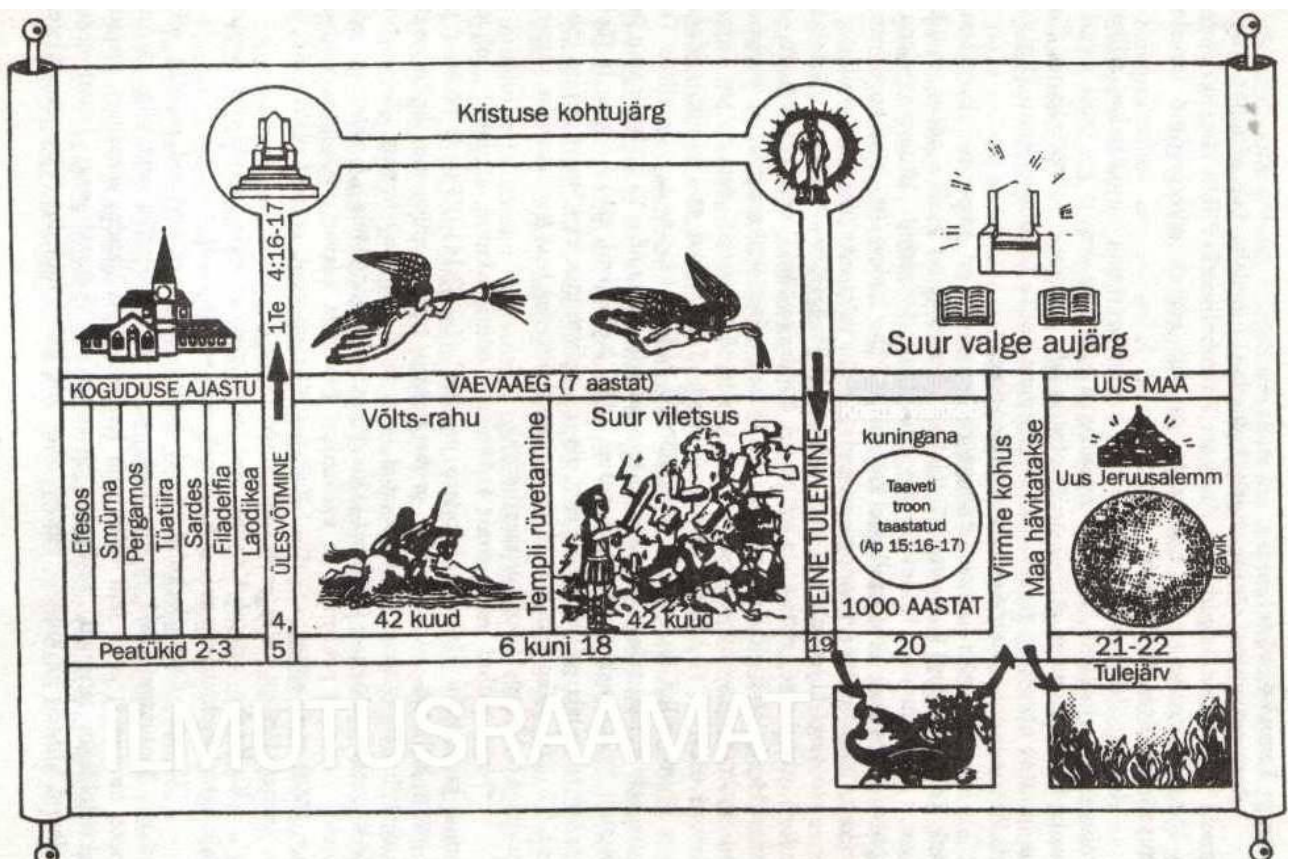 Kristuse kohtujärg
1Te 4:16-17
Suur valge aujärg
KOGUDUSE AJASTU
VAEVAAEG (7 aastat)
UUS MAA
Efesos
Smüürna
Pergamos
Tüatiira
Sardes
Filadelfia
Laodikea
ÜLESVÕTMINE
Võlts-rahu
42 kuud
Templi rüvetamine
Suur viletsus
42 kuud
TEINE TULEMINE
kuningana
Taaveti
troon
taastatud
(Ap 15:16-17)
1000 AASTAT
Viimne kohus
Maa hävitatakse
Uus Jeruusalemm
Igavik
Peatükid 2-3
4,
5
6 kuni 18
19
20
21-22
Tulejärv
ILMUTUSRAAMAT